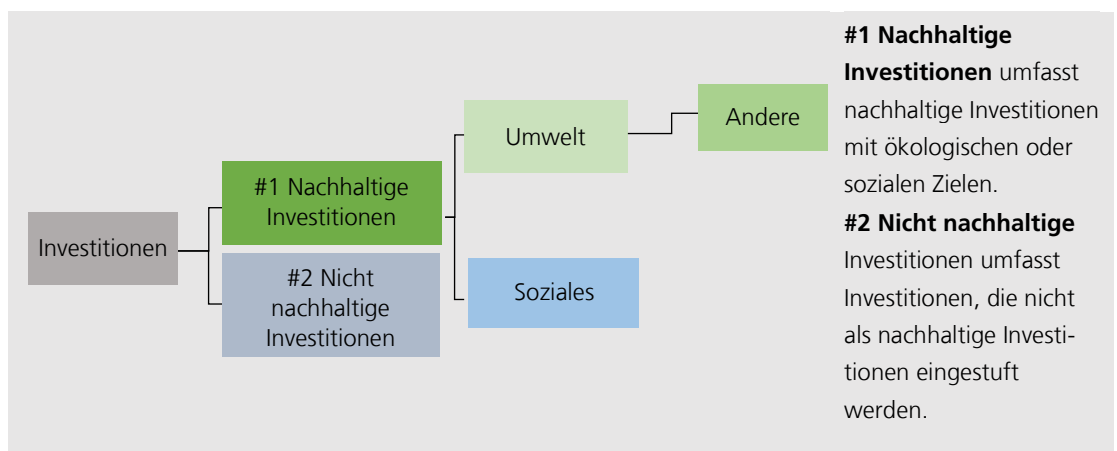 Investitionen
#1 Nachhaltige
Investitionen
#2 Nicht
nachhaltige
Investitionen
Umwelt
Soziales
Andere
#1 Nachhaltige
Investitionen umfasst
nachhaltige Investitionen
mit ökologischen oder
sozialen Zielen.
#2 Nicht nachhaltige
Investitionen umfasst
Investitionen, die nicht
als nachhaltige Investi-
tionen eingestuft
werden.